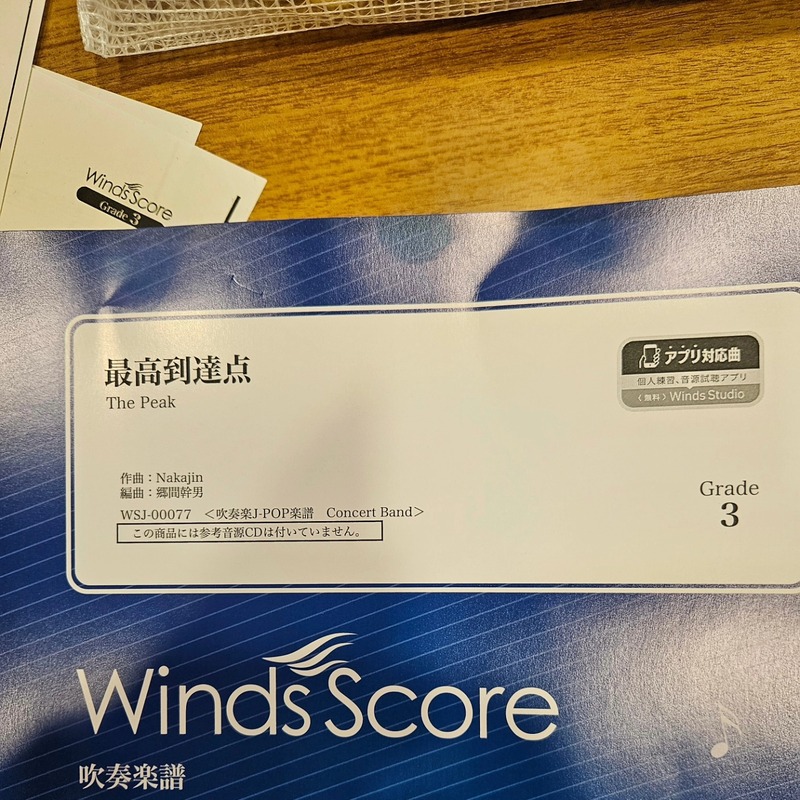 Winds Score
Grade 3
最高到達点
The Peak
アプリ対応曲
個人練習、音源試聴アプリ
〈無料〉Winds Studio
作曲：Nakajin
編曲：郷間幹男
WSJ-00077　＜吹奏楽J-POP楽譜　Concert Band＞
この商品には参考音源CDは付いていません。
Grade
3
Winds Score
吹奏楽譜